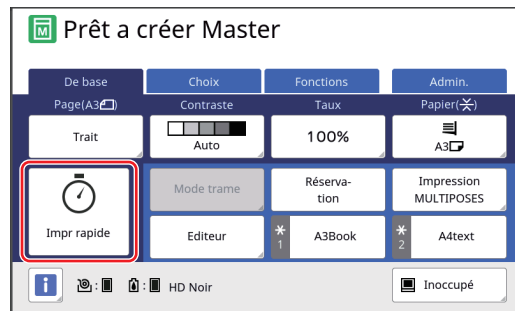 Prêt a créer Master
De base Choix Fonctions Admin.
Page(A3) Contraste Taux Papier(⚹)
Trait Auto 100% A3
Impr rapide Mode trame Réserva-
tion Impression
MULTIPOSES
Editeur 1 A3Book 2 A4text
i : : HD Noir Inoccupé